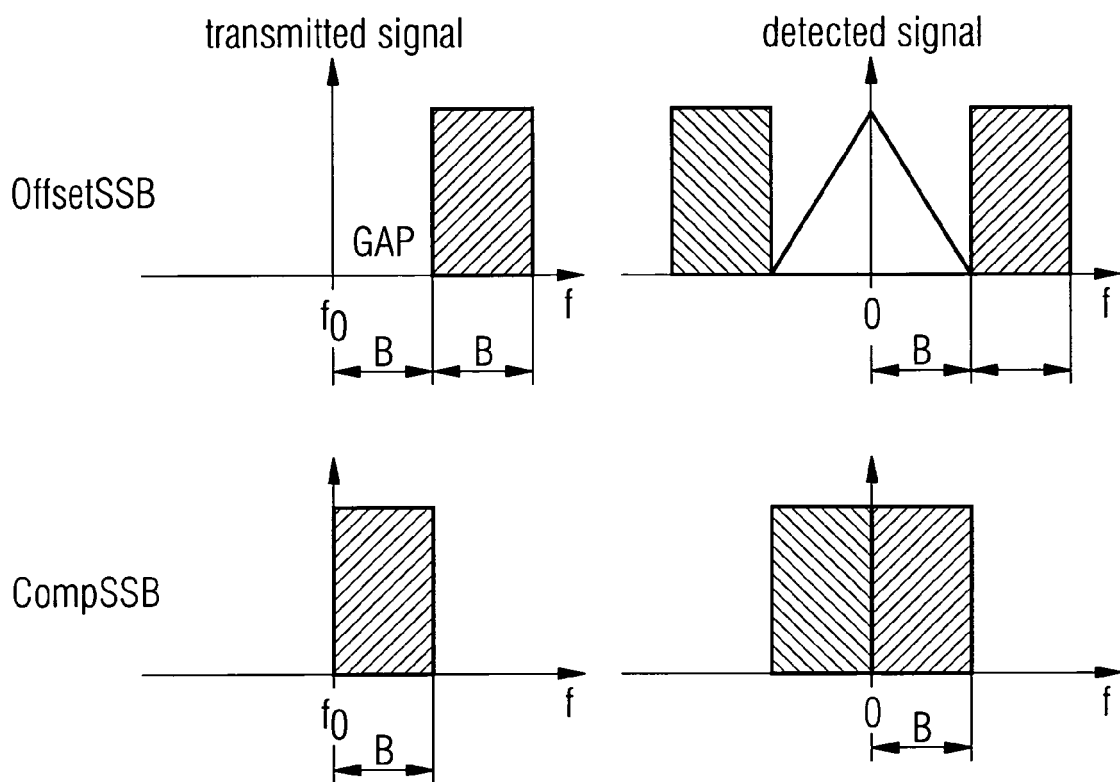 transmitted signal
detected signal
OffsetSSB
GAP
f0
f
B
B
0
f
B
CompSSB
f0
f
B
0
f
B